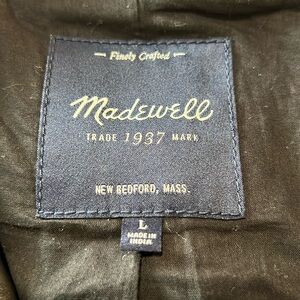 Finely Crafted
Madewell
TRADE 1937 MARK
NEW BEDFORD, MASS.
L
MADE IN
INDIA